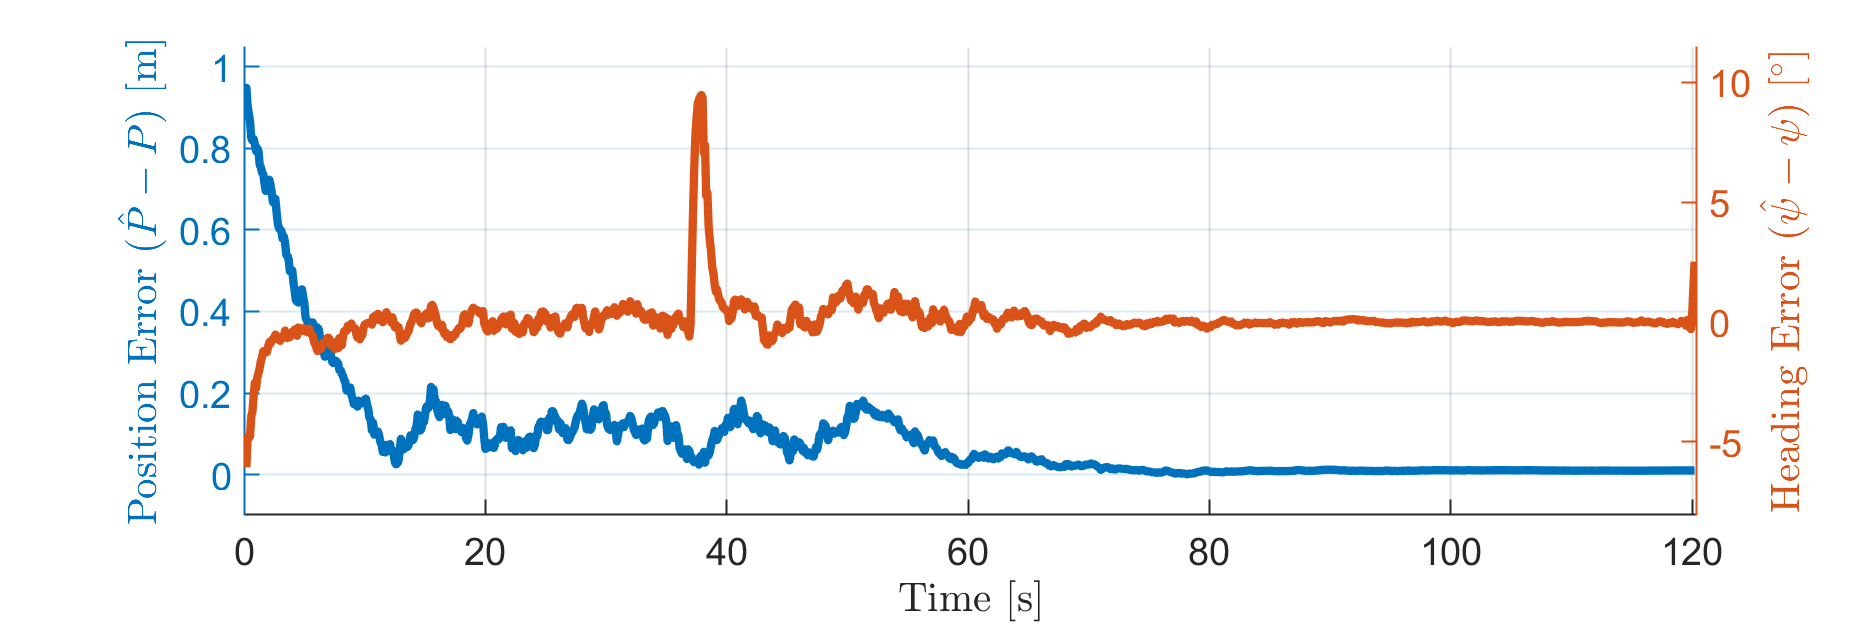 Position Error (P̂ − P) [m]
1
0.8
0.6
0.4
0.2
0
10
5
0
-5
Heading Error (ψ̂ − ψ) [°]
0 20 40 60 80 100 120
Time [s]